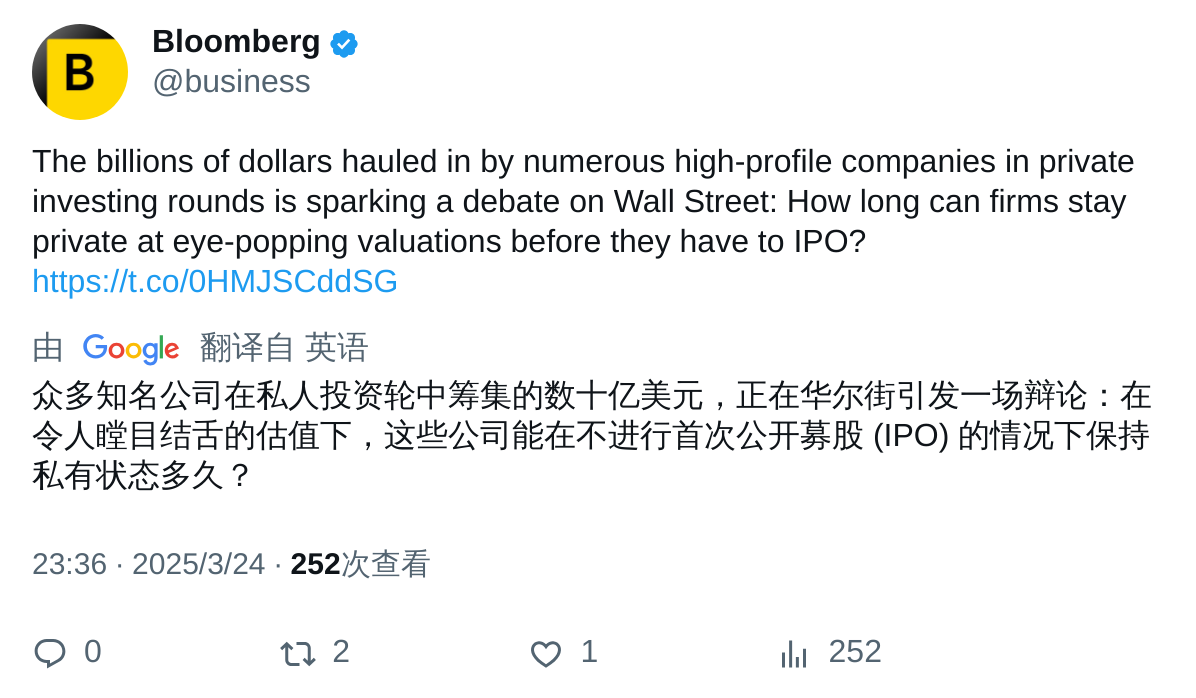 B
Bloomberg
@business
The billions of dollars hauled in by numerous high-profile companies in private
investing rounds is sparking a debate on Wall Street: How long can firms stay
private at eye-popping valuations before they have to IPO?
https://t.co/0HMJSCddSG
由 Google 翻译自 英语
众多知名公司在私人投资轮中筹集的数十亿美元，正在华尔街引发一场辩论：在
令人瞠目结舌的估值下，这些公司能在不进行首次公开募股 (IPO) 的情况下保持
私有状态多久？
23:36 · 2025/3/24 · 252次查看
0 2 1 252